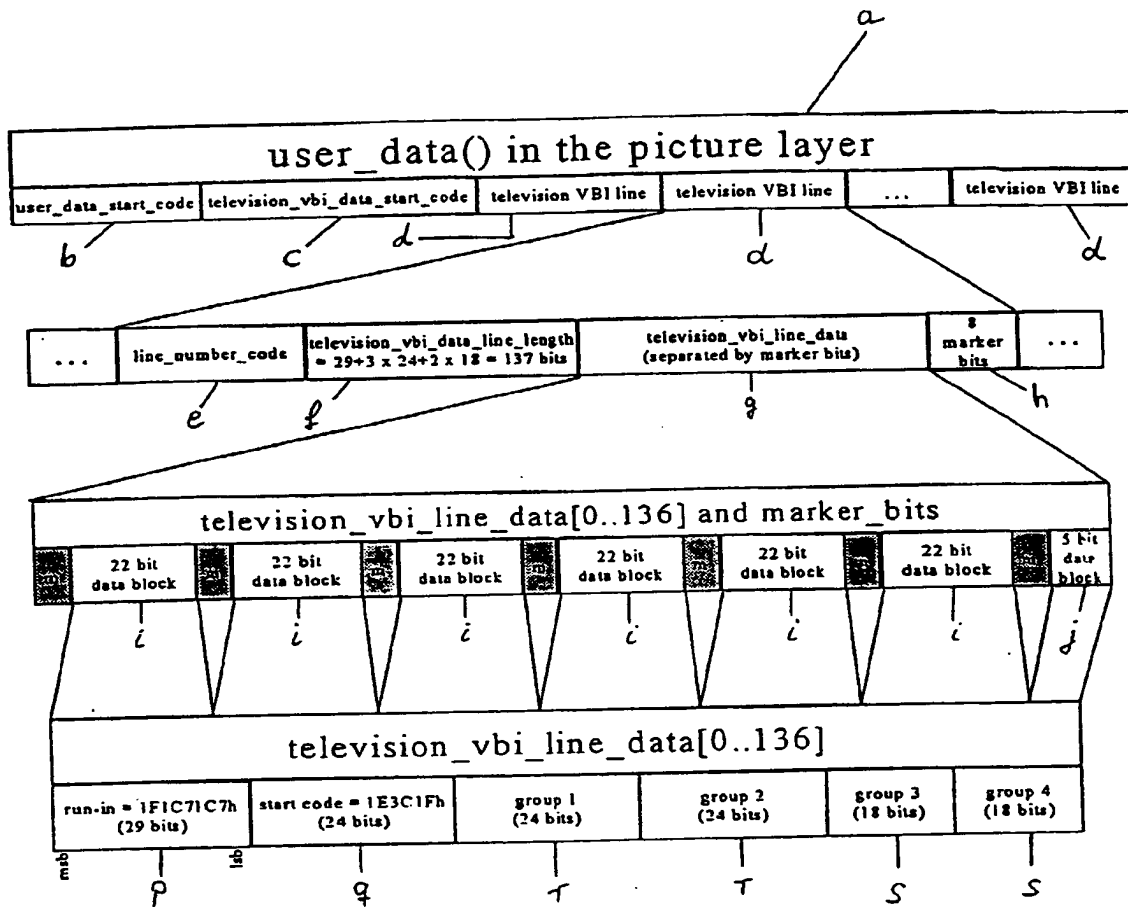 a
user_data() in the picture layer
user_data_start_code television_vbi_data_start_code television VBI line television VBI line ... television VBI line
b c d d d
... line_number_code television_vbi_data_line_length = 29+3 x 24+2 x 18 = 137 bits television_vbi_line_data (separated by marker bits) 8 marker bits ...
e f g h
television_vbi_line_data[0..136] and marker_bits
22 bit data block 22 bit data block 22 bit data block 22 bit data block 22 bit data block 22 bit data block 5 bit data block
i i i i i i j
television_vbi_line_data[0..136]
run-in = 1F1C71C7h (29 bits) start code = 1E3C1Fh (24 bits) group 1 (24 bits) group 2 (24 bits) group 3 (18 bits) group 4 (18 bits)
msb lsb
p q r r s s